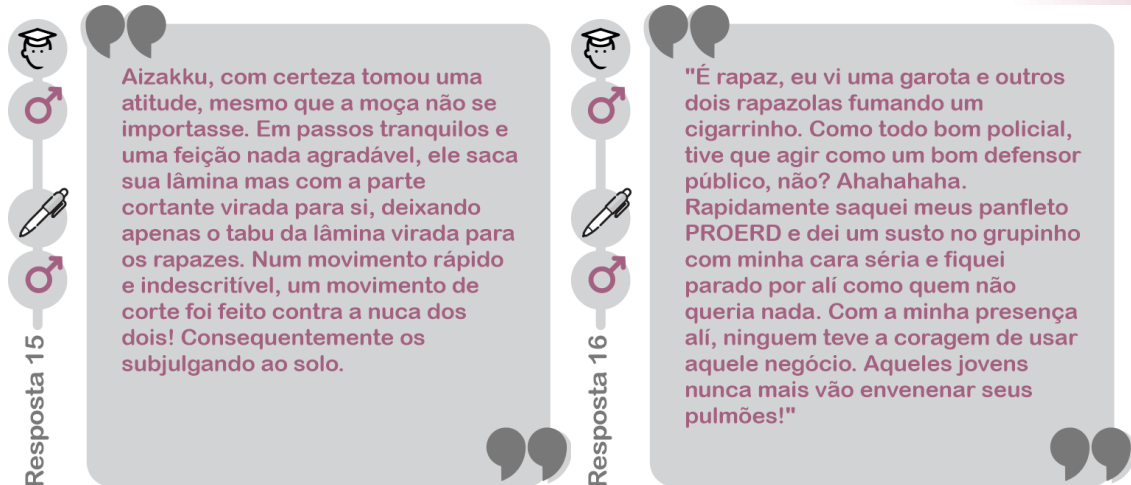 Resposta 15
Aizakku, com certeza tomou uma
atitude, mesmo que a moça não se
importasse. Em passos tranquilos e
uma feição nada agradável, ele saca
sua lâmina mas com a parte
cortante virada para si, deixando
apenas o tabu da lâmina virada para
os rapazes. Num movimento rápido
e indescritível, um movimento de
corte foi feito contra a nuca dos
dois! Consequentemente os
subjulgando ao solo.
Resposta 16
"É rapaz, eu vi uma garota e outros
dois rapazolas fumando um
cigarrinho. Como todo bom policial,
tive que agir como um bom defensor
público, não? Ahahahaha.
Rapidamente saquei meus panfleto
PROERD e dei um susto no grupinho
com minha cara séria e fiquei
parado por alí como quem não
queria nada. Com a minha presença
alí, ninguem teve a coragem de usar
aquele negócio. Aqueles jovens
nunca mais vão envenenar seus
pulmões!"